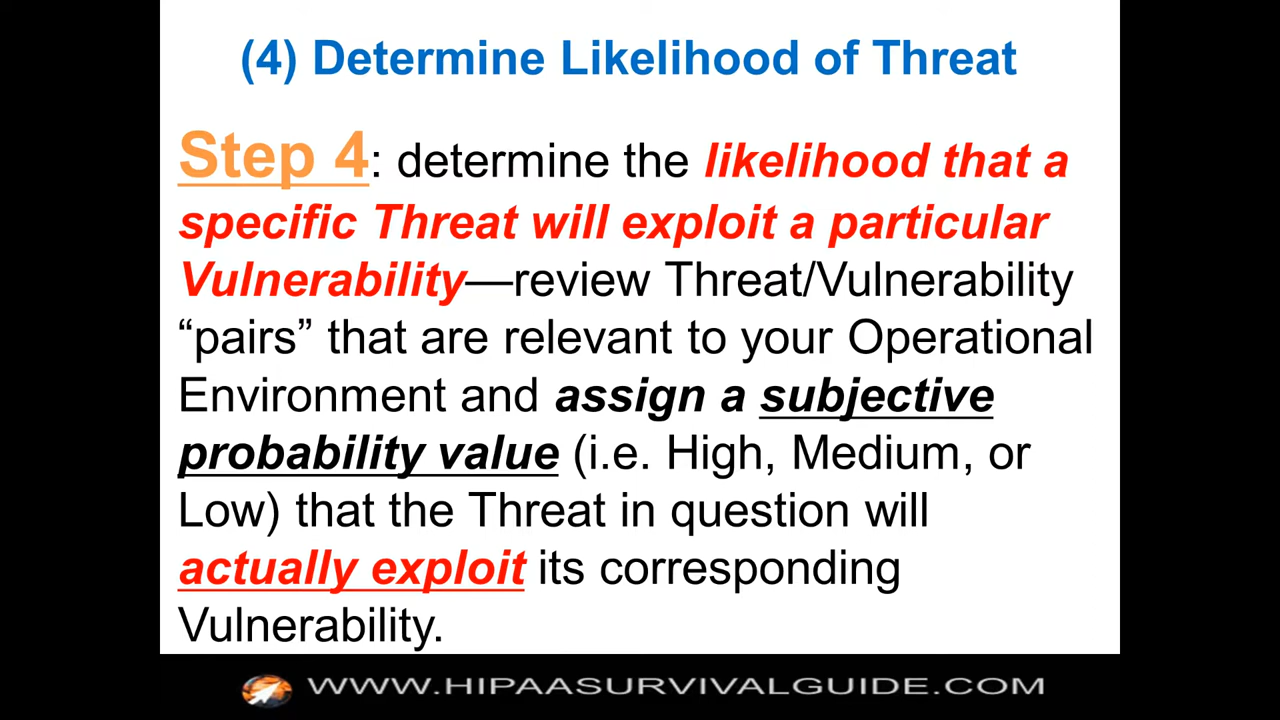 (4) Determine Likelihood of Threat
Step 4: determine the likelihood that a
specific Threat will exploit a particular
Vulnerability—review Threat/Vulnerability
“pairs” that are relevant to your Operational
Environment and assign a subjective
probability value (i.e. High, Medium, or
Low) that the Threat in question will
actually exploit its corresponding
Vulnerability.
WWW.HIPAASURVIVALGUIDE.COM